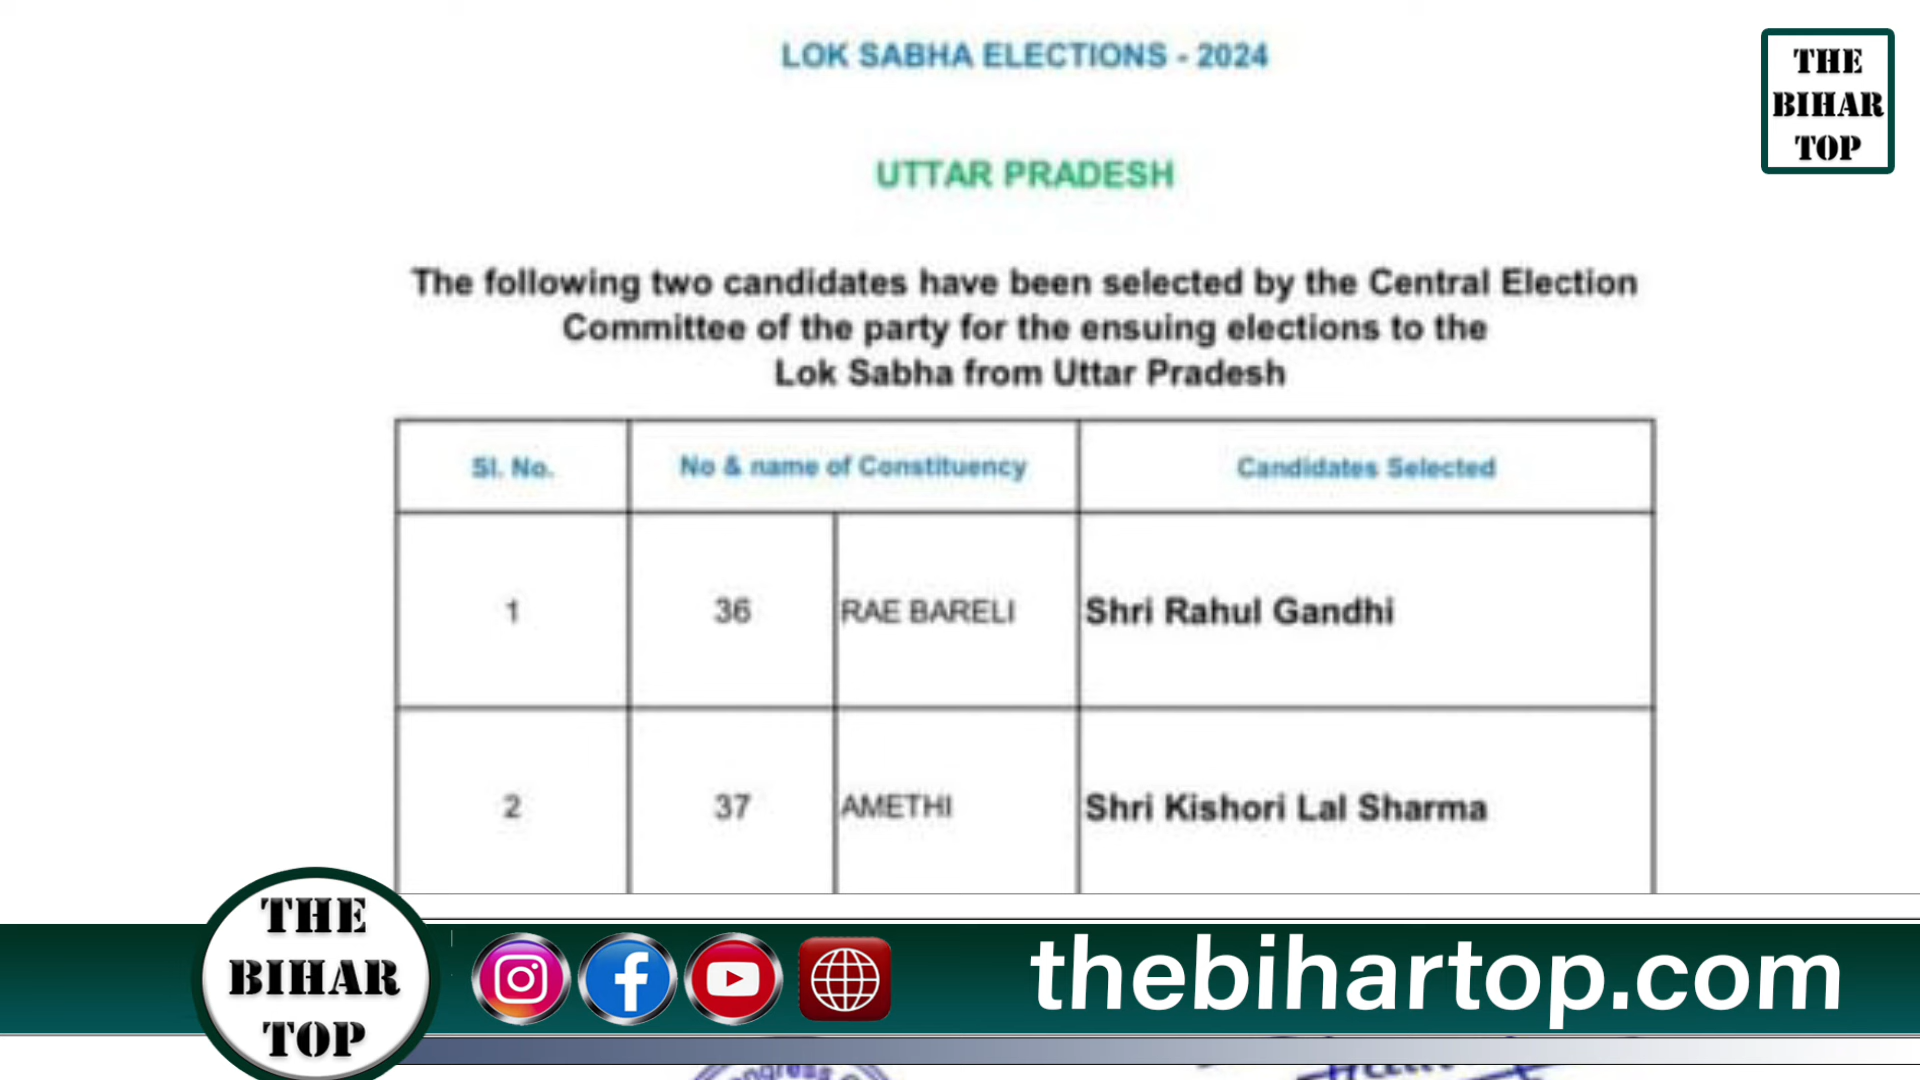 LOK SABHA ELECTIONS - 2024
THE
BIHAR
TOP
UTTAR PRADESH
The following two candidates have been selected by the Central Election
Committee of the party for the ensuing elections to the
Lok Sabha from Uttar Pradesh
Sl. No. No & name of Constituency Candidates Selected
1 36 RAE BARELI Shri Rahul Gandhi
2 37 AMETHI Shri Kishori Lal Sharma
THE
BIHAR
TOP
thebihartop.com